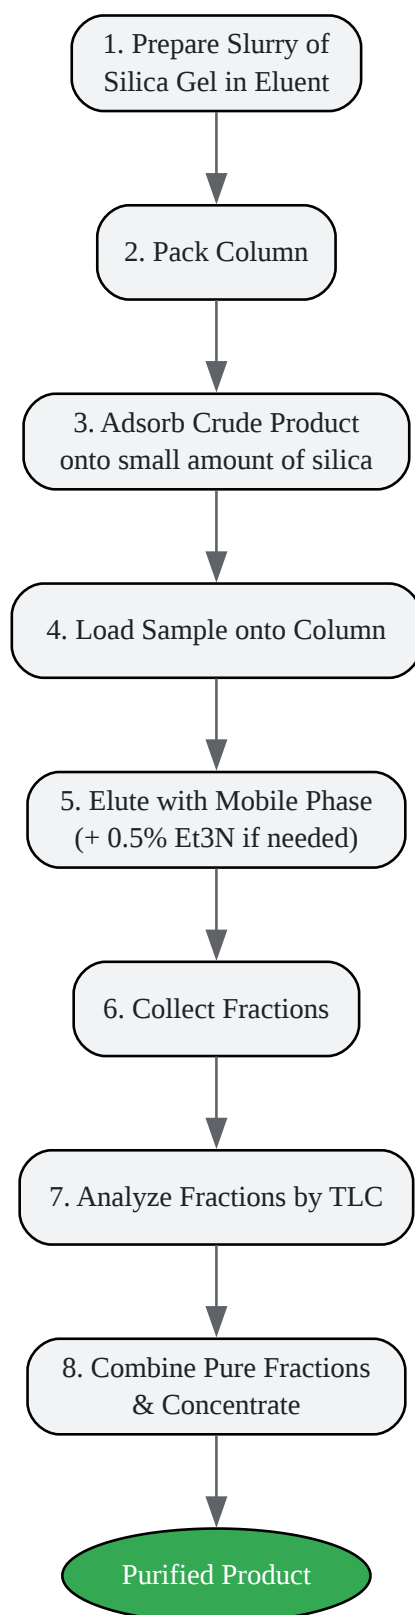 1. Prepare Slurry of
Silica Gel in Eluent
2. Pack Column
3. Adsorb Crude Product
onto small amount of silica
4. Load Sample onto Column
5. Elute with Mobile Phase
(+ 0.5% Et3N if needed)
6. Collect Fractions
7. Analyze Fractions by TLC
8. Combine Pure Fractions
& Concentrate
Purified Product